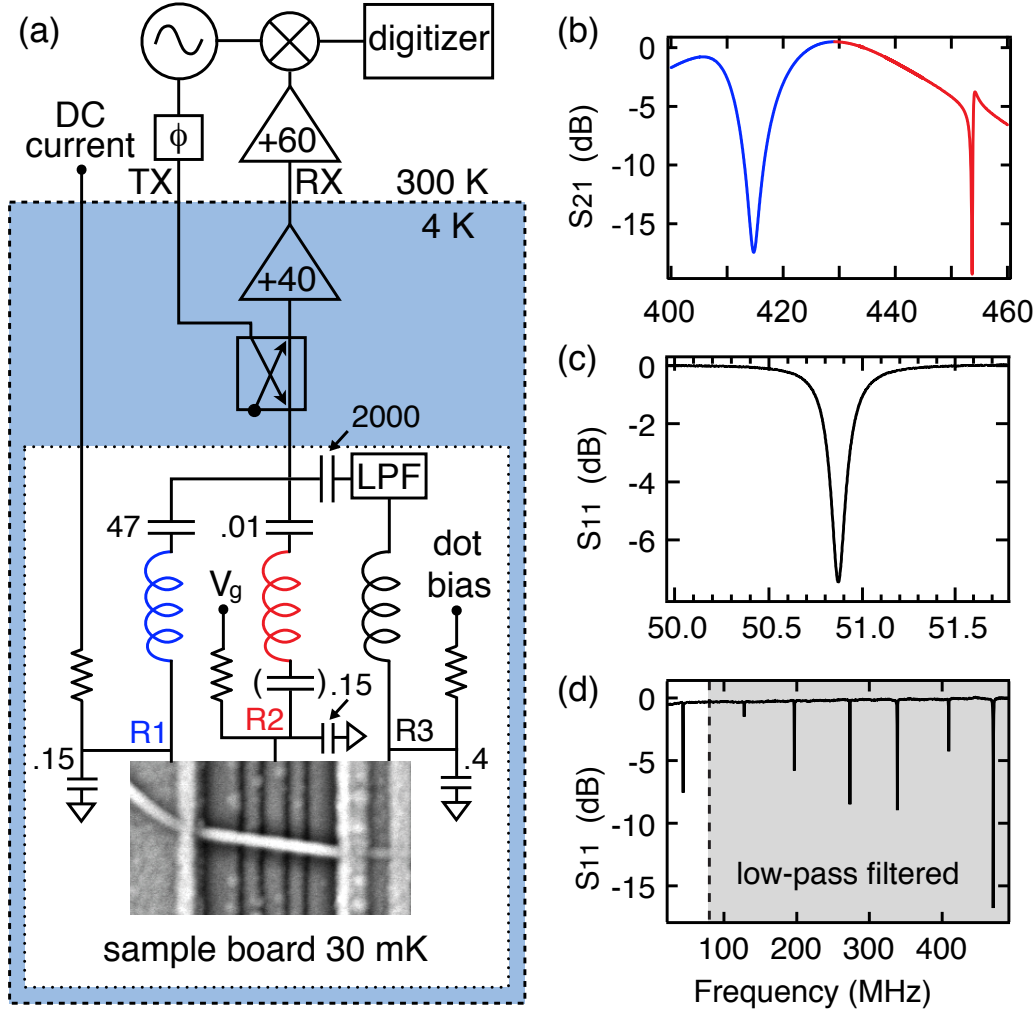 (a)
digitizer
DC
current
ϕ
+60
TX
RX
300 K
4 K
+40
2000
LPF
47
.01
dot
bias
Vg
( ) .15
R1
R2
R3
.15
.4
sample board 30 mK
(b)
S21 (dB)
0
-5
-10
-15
400 420 440 460
(c)
S11 (dB)
0
-2
-4
-6
50.0 50.5 51.0 51.5
(d)
S11 (dB)
0
-5
-10
-15
low-pass filtered
100 200 300 400
Frequency (MHz)